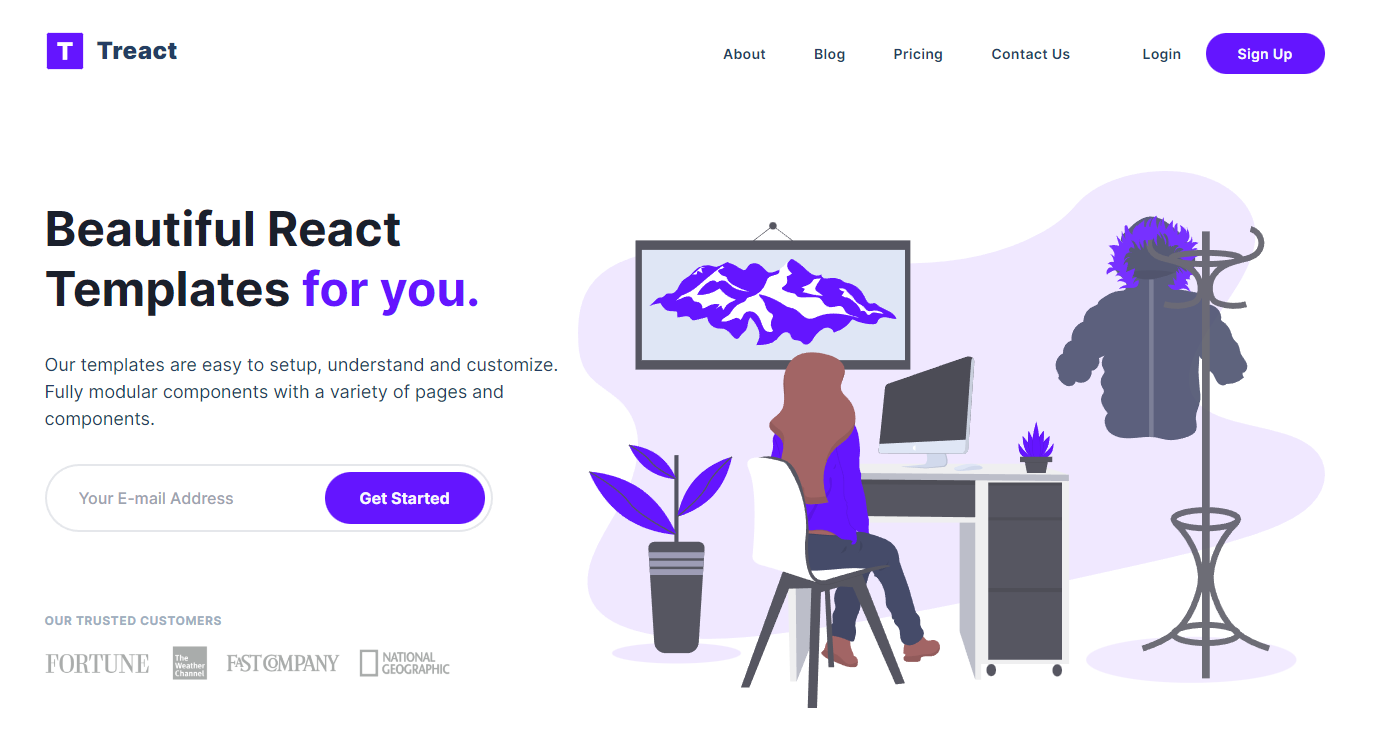 T Treact
About Blog Pricing Contact Us Login Sign Up
Beautiful React
Templates for you.
Our templates are easy to setup, understand and customize.
Fully modular components with a variety of pages and
components.
Your E-mail Address Get Started
OUR TRUSTED CUSTOMERS
FORTUNE
The
Weather
Channel
FAST COMPANY
NATIONAL
GEOGRAPHIC